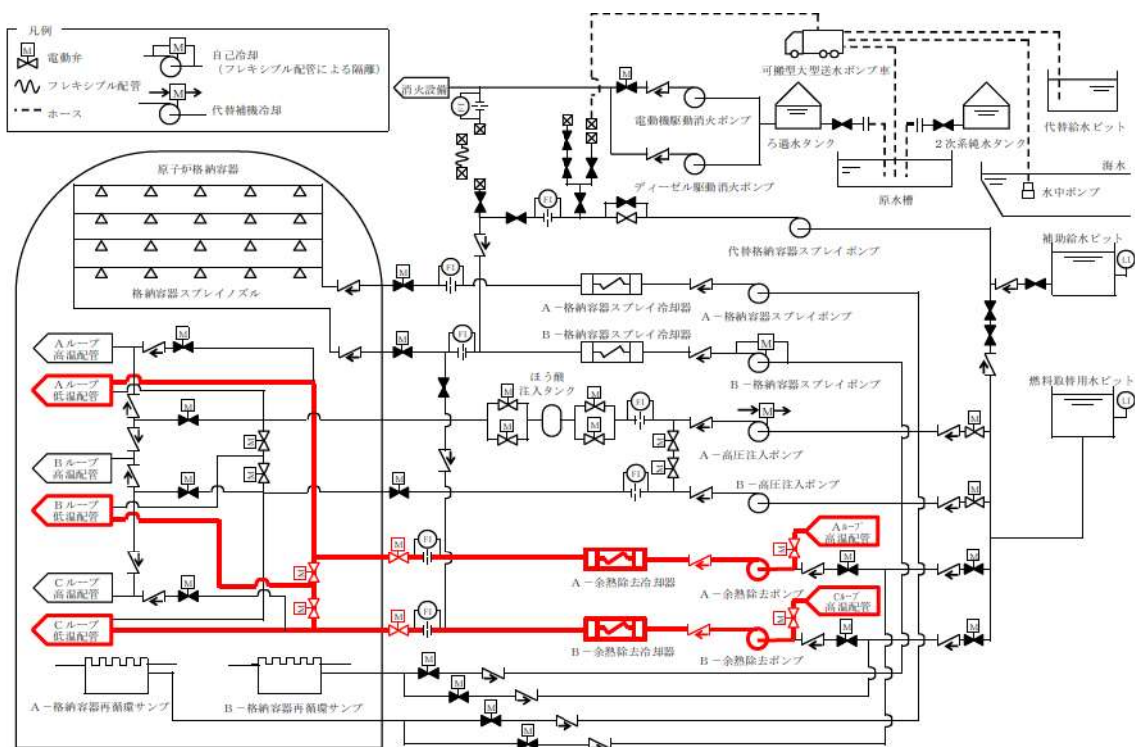 凡例
M
電動弁
フレキシブル配管
ホース
M
自己冷却
(フレキシブル配管による隔離)
M
代替補機冷却
消火設備
M
電動機駆動消火ポンプ
ディーゼル駆動消火ポンプ
可搬型大型送水ポンプ車
ろ過水タンク
2次系純水タンク
原水槽
代替給水ピット
海水
水中ポンプ
FI
代替格納容器スプレイポンプ
補助給水ピット
LI
燃料取替用水ピット
LI
原子炉格納容器
格納容器スプレイノズル
M
FI
A-格納容器スプレイ冷却器
A-格納容器スプレイポンプ
M
FI
B-格納容器スプレイ冷却器
M
B-格納容器スプレイポンプ
Aループ
高温配管
M
Aループ
低温配管
M
ほう酸
注入タンク
M
M
M
M
FI
M
A-高圧注入ポンプ
M
M
M
M
M
Bループ
高温配管
M
M
FI
B-高圧注入ポンプ
M
Bループ
低温配管
M
M
FI
A-余熱除去冷却器
A-余熱除去ポンプ
Aループ
高温配管
M
M
M
Cループ
高温配管
M
M
Cループ
低温配管
M
FI
B-余熱除去冷却器
B-余熱除去ポンプ
Cループ
高温配管
M
M
M
A-格納容器再循環サンプ
B-格納容器再循環サンプ
M
M
M
M